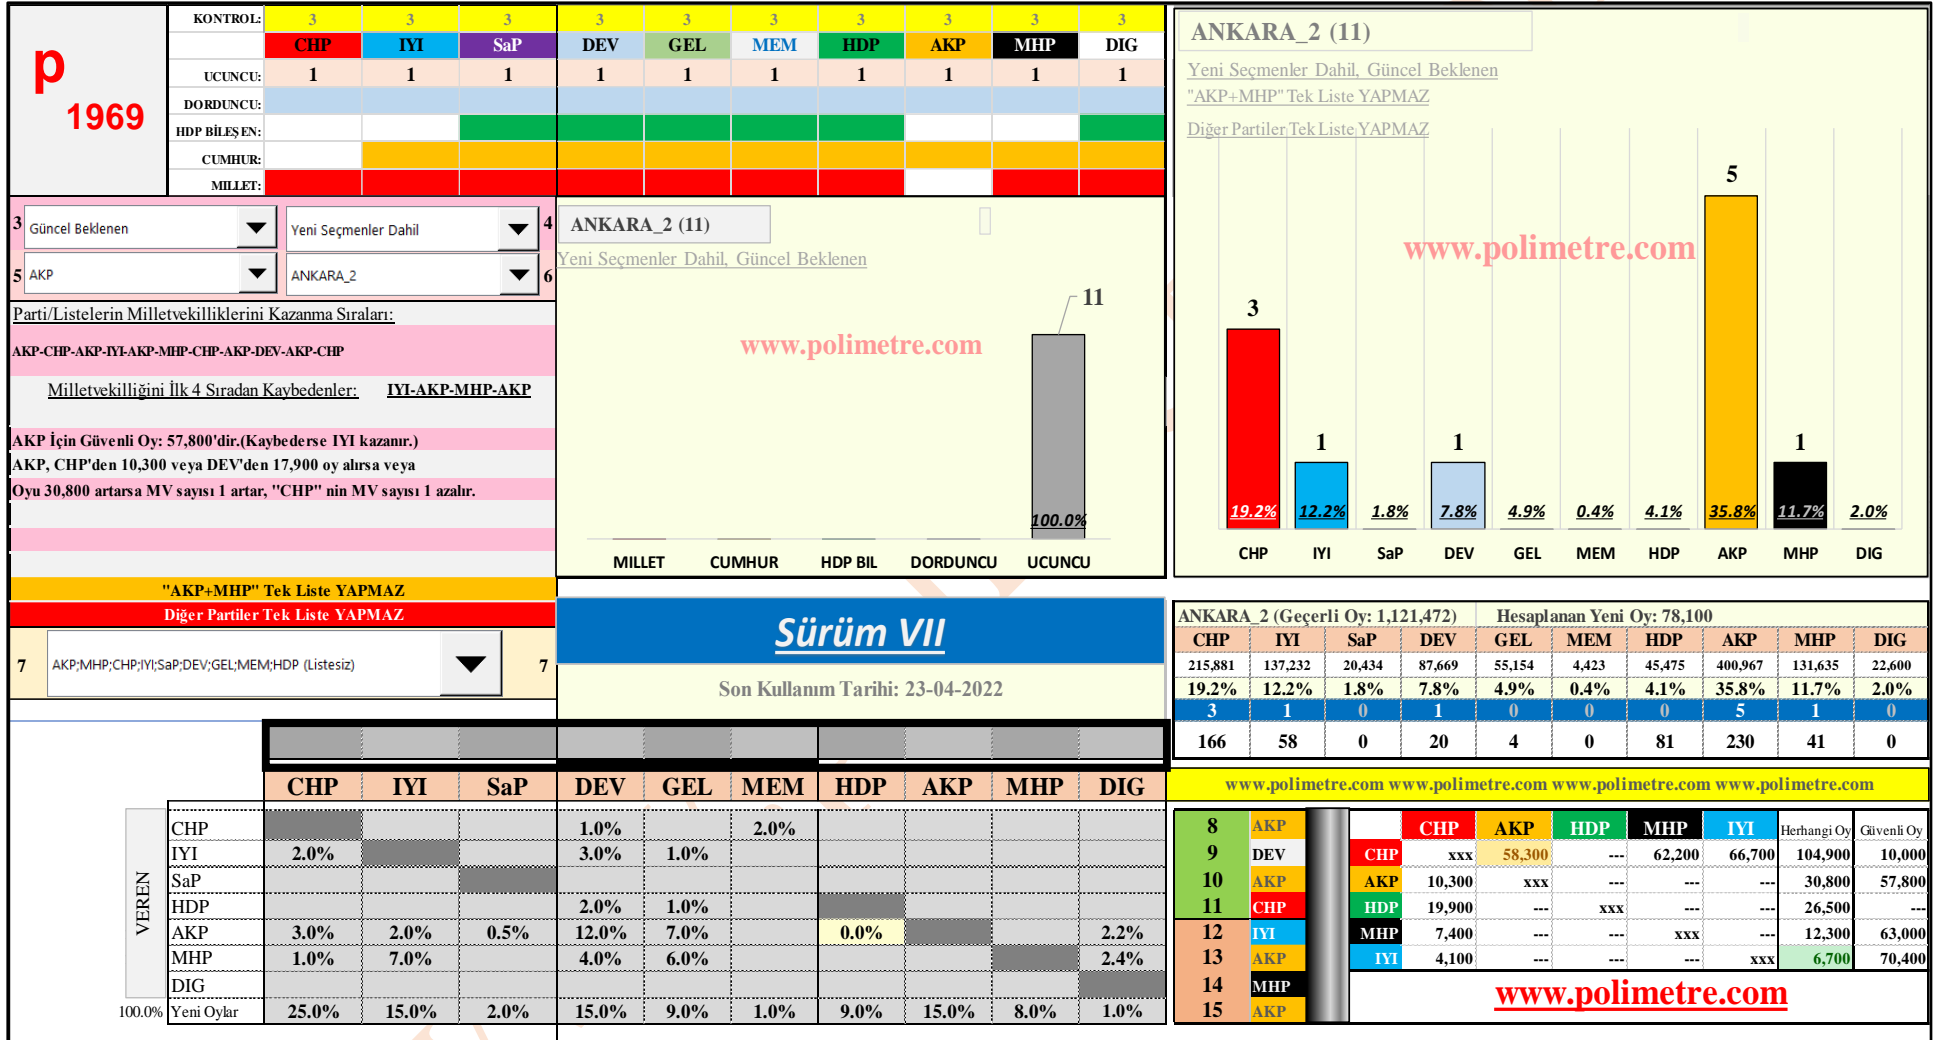 p
1969
KONTROL: 3 3 3 3 3 3 3 3 3 3
CHP IYI SaP DEV GEL MEM HDP AKP MHP DIG
UCUNCU: 1 1 1 1 1 1 1 1 1 1
DORDUNCU:
HDP BİLEŞEN:
CUMHUR:
MILLET:
3 Güncel Beklenen Yeni Seçmenler Dahil 4
5 AKP ANKARA_2 6
Parti/Listelerin Milletvekilliklerini Kazanma Sıraları:
AKP-CHP-AKP-IYI-AKP-MHP-CHP-AKP-DEV-AKP-CHP
Milletvekilliğini İlk 4 Sıradan Kaybedenler: IYI-AKP-MHP-AKP
AKP İçin Güvenli Oy: 57,800'dir.(Kaybederse IYI kazanır.)
AKP, CHP'den 10,300 veya DEV'den 17,900 oy alırsa veya
Oyu 30,800 artarsa MV sayısı 1 artar, "CHP" nin MV sayısı 1 azalır.
"AKP+MHP" Tek Liste YAPMAZ
Diğer Partiler Tek Liste YAPMAZ
7 AKP;MHP;CHP;IYI;SaP;DEV;GEL;MEM;HDP (Listesiz) 7
ANKARA_2 (11)
Yeni Seçmenler Dahil, Güncel Beklenen
11
www.polimetre.com
100.0%
MILLET CUMHUR HDP BIL DORDUNCU UCUNCU
Sürüm VII
Son Kullanım Tarihi: 23-04-2022
ANKARA_2 (11)
Yeni Seçmenler Dahil, Güncel Beklenen
"AKP+MHP" Tek Liste YAPMAZ
Diğer Partiler Tek Liste YAPMAZ
www.polimetre.com
3 1 1 5 1
19.2% 12.2% 1.8% 7.8% 4.9% 0.4% 4.1% 35.8% 11.7% 2.0%
CHP IYI SaP DEV GEL MEM HDP AKP MHP DIG
ANKARA_2 (Geçerli Oy: 1,121,472) Hesaplanan Yeni Oy: 78,100
CHP IYI SaP DEV GEL MEM HDP AKP MHP DIG
215,881 137,232 20,434 87,669 55,154 4,423 45,475 400,967 131,635 22,600
19.2% 12.2% 1.8% 7.8% 4.9% 0.4% 4.1% 35.8% 11.7% 2.0%
3 1 0 1 0 0 0 5 1 0
166 58 0 20 4 0 81 230 41 0
www.polimetre.com www.polimetre.com www.polimetre.com www.polimetre.com
CHP IYI SaP DEV GEL MEM HDP AKP MHP DIG
VEREN
CHP 1.0% 2.0%
IYI 2.0% 3.0% 1.0%
SaP
HDP 2.0% 1.0%
AKP 3.0% 2.0% 0.5% 12.0% 7.0% 0.0% 2.2%
MHP 1.0% 7.0% 4.0% 6.0% 2.4%
DIG
100.0% Yeni Oylar 25.0% 15.0% 2.0% 15.0% 9.0% 1.0% 9.0% 15.0% 8.0% 1.0%
8 AKP CHP AKP HDP MHP IYI Herhangi Oy Güvenli Oy
9 DEV CHP xxx 58,300 --- 62,200 66,700 104,900 10,000
10 AKP AKP 10,300 xxx --- --- --- 30,800 57,800
11 CHP HDP 19,900 --- xxx --- --- 26,500 ---
12 IYI MHP 7,400 --- --- xxx --- 12,300 63,000
13 AKP IYI 4,100 --- --- --- xxx 6,700 70,400
14 MHP
15 AKP
www.polimetre.com